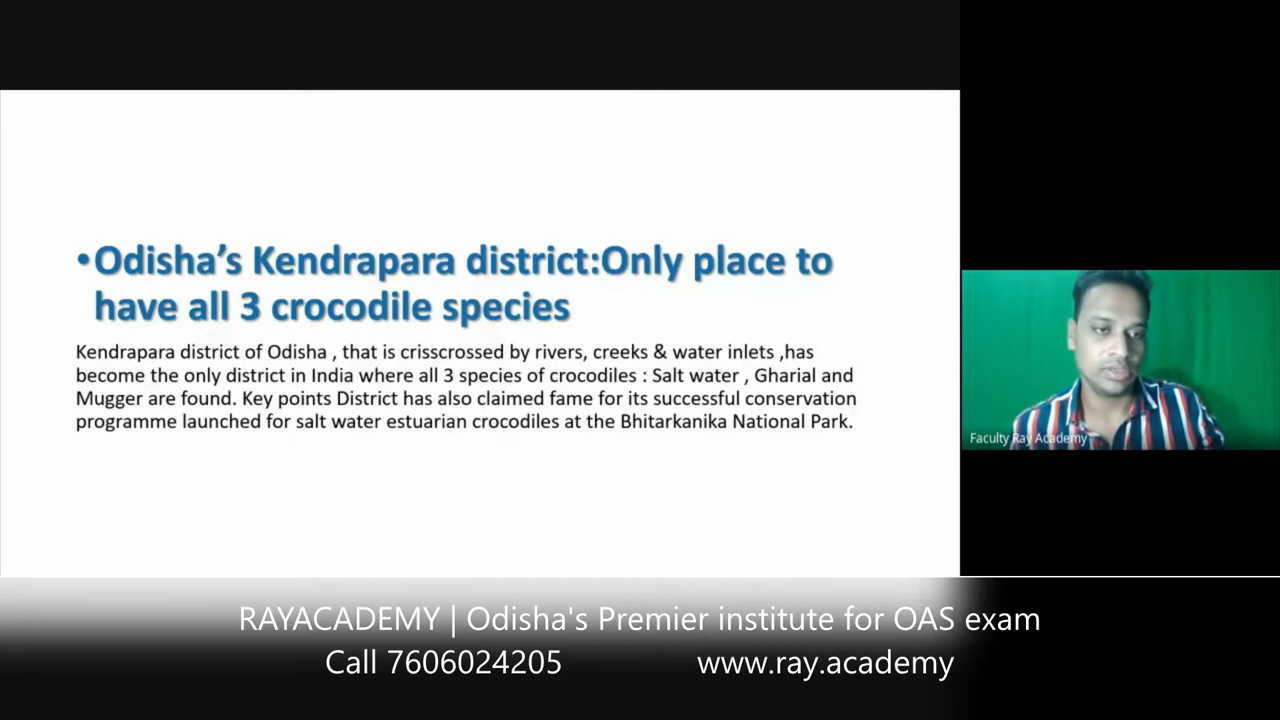 •Odisha’s Kendrapara district:Only place to
have all 3 crocodile species
Kendrapara district of Odisha , that is crisscrossed by rivers, creeks & water inlets ,has
become the only district in India where all 3 species of crocodiles : Salt water , Gharial and
Mugger are found. Key points District has also claimed fame for its successful conservation
programme launched for salt water estuarian crocodiles at the Bhitarkanika National Park.
Faculty Ray Academy
RAYACADEMY | Odisha's Premier institute for OAS exam
Call 7606024205 www.ray.academy